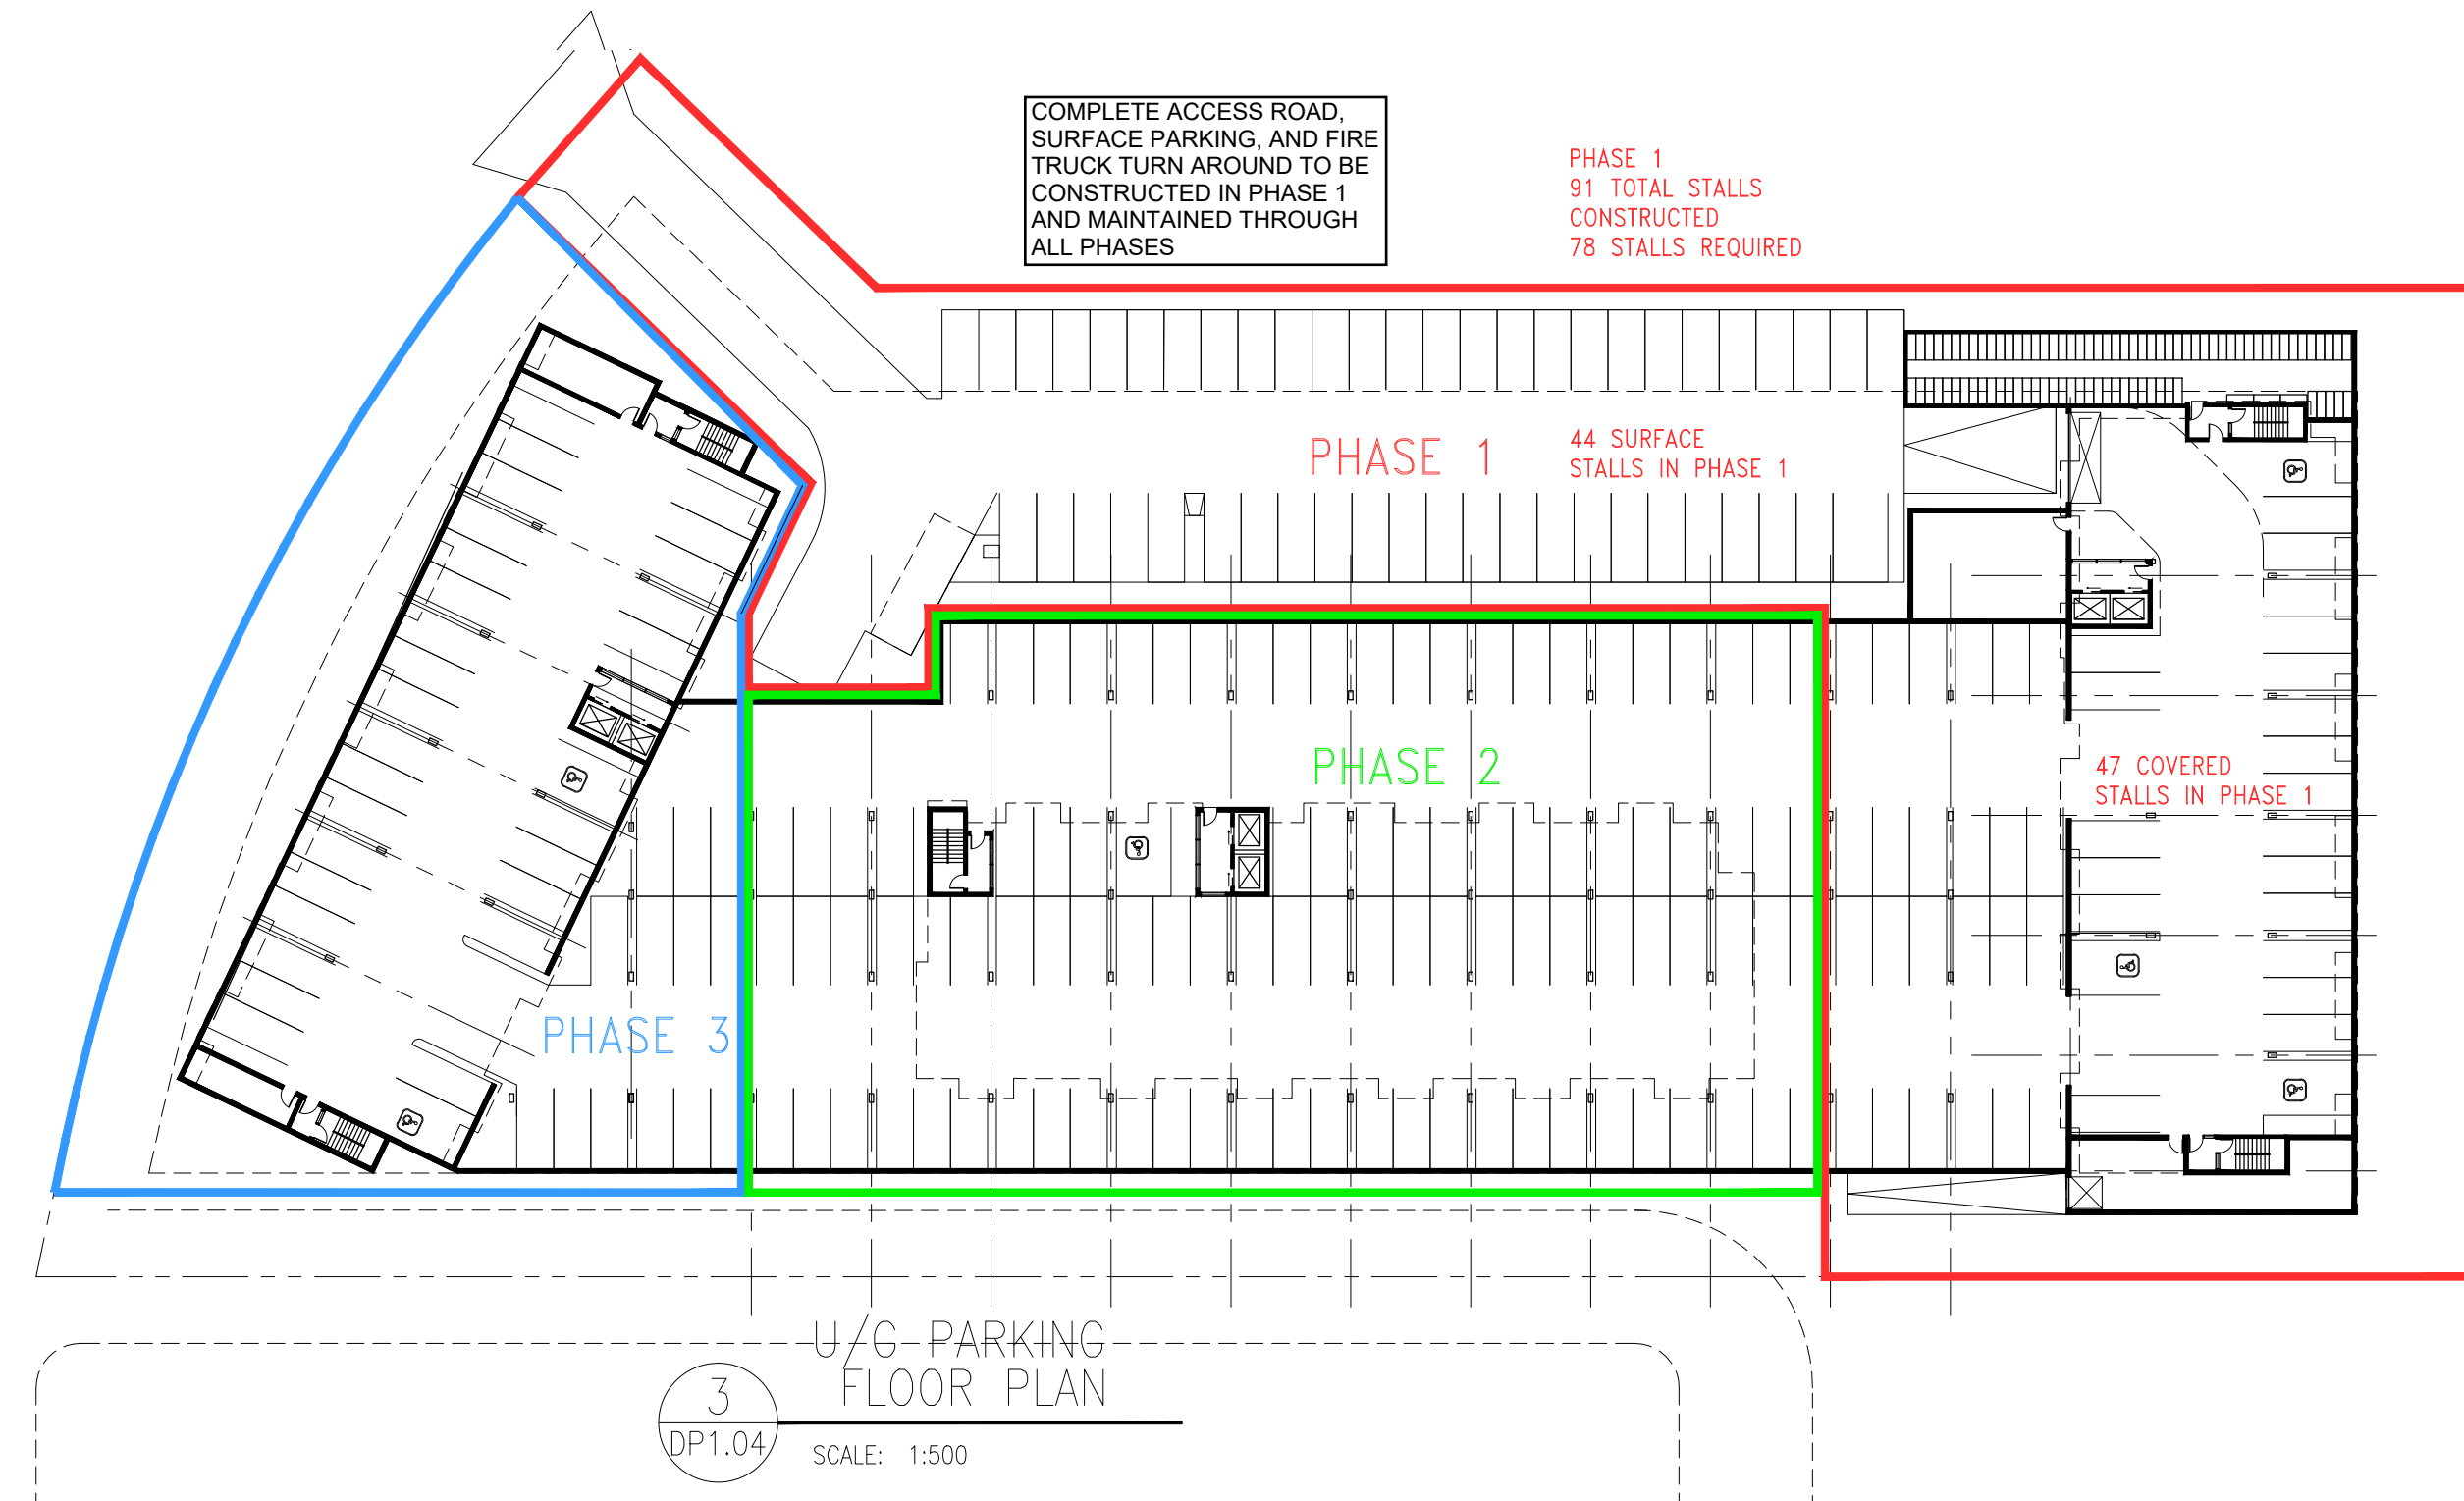 COMPLETE ACCESS ROAD,
SURFACE PARKING, AND FIRE
TRUCK TURN AROUND TO BE
CONSTRUCTED IN PHASE 1
AND MAINTAINED THROUGH
ALL PHASES
PHASE 1
91 TOTAL STALLS
CONSTRUCTED
78 STALLS REQUIRED
PHASE 1
44 SURFACE
STALLS IN PHASE 1
PHASE 2
47 COVERED
STALLS IN PHASE 1
PHASE 3
U/G PARKING
FLOOR PLAN
3
DP1.04
SCALE: 1:500